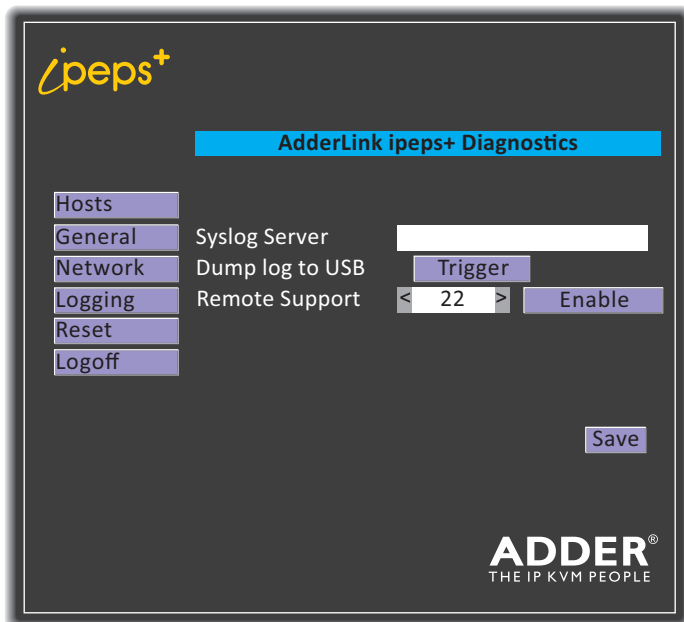 ipeps+
AdderLink ipeps+ Diagnostics
Hosts
General
Network
Logging
Reset
Logoff
Syslog Server
Dump log to USB
Trigger
Remote Support
<
22
>
Enable
Save
ADDER®
THE IP KVM PEOPLE